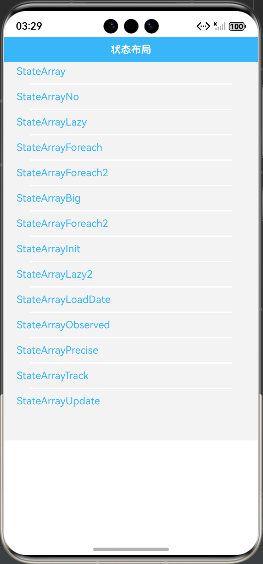 03:29
100
状态布局
StateArray
StateArrayNo
StateArrayLazy
StateArrayForeach
StateArrayForeach2
StateArrayBig
StateArrayForeach2
StateArrayInit
StateArrayLazy2
StateArrayLoadDate
StateArrayObserved
StateArrayPrecise
StateArrayTrack
StateArrayUpdate